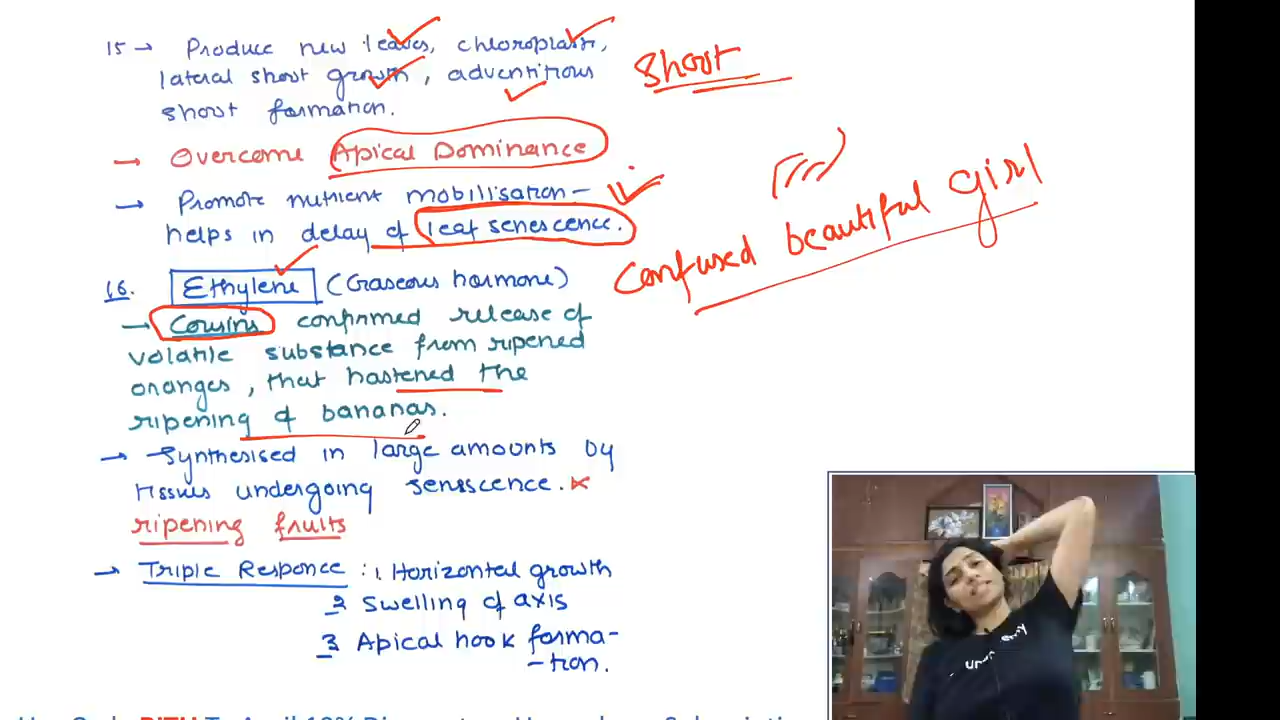 15 → Produce new leaves, chloroplast,
lateral shoot growth, adventitious
shoot formation.
Shoot
→ Overcome Apical Dominance
→ Promote nutrient mobilisation –
helps in delay of leaf senescence.
Confused beautiful girl
16. Ethylene (Gaseous hormone)
→ Cousins confirmed release of
volatile substance from ripened
oranges, that hastened the
ripening of bananas.
→ Synthesised in large amounts by
tissues undergoing senescence. &
ripening fruits
→ Triple Responce : 1. Horizontal growth
2 Swelling of axis
3 Apical hook forma-
-tion.